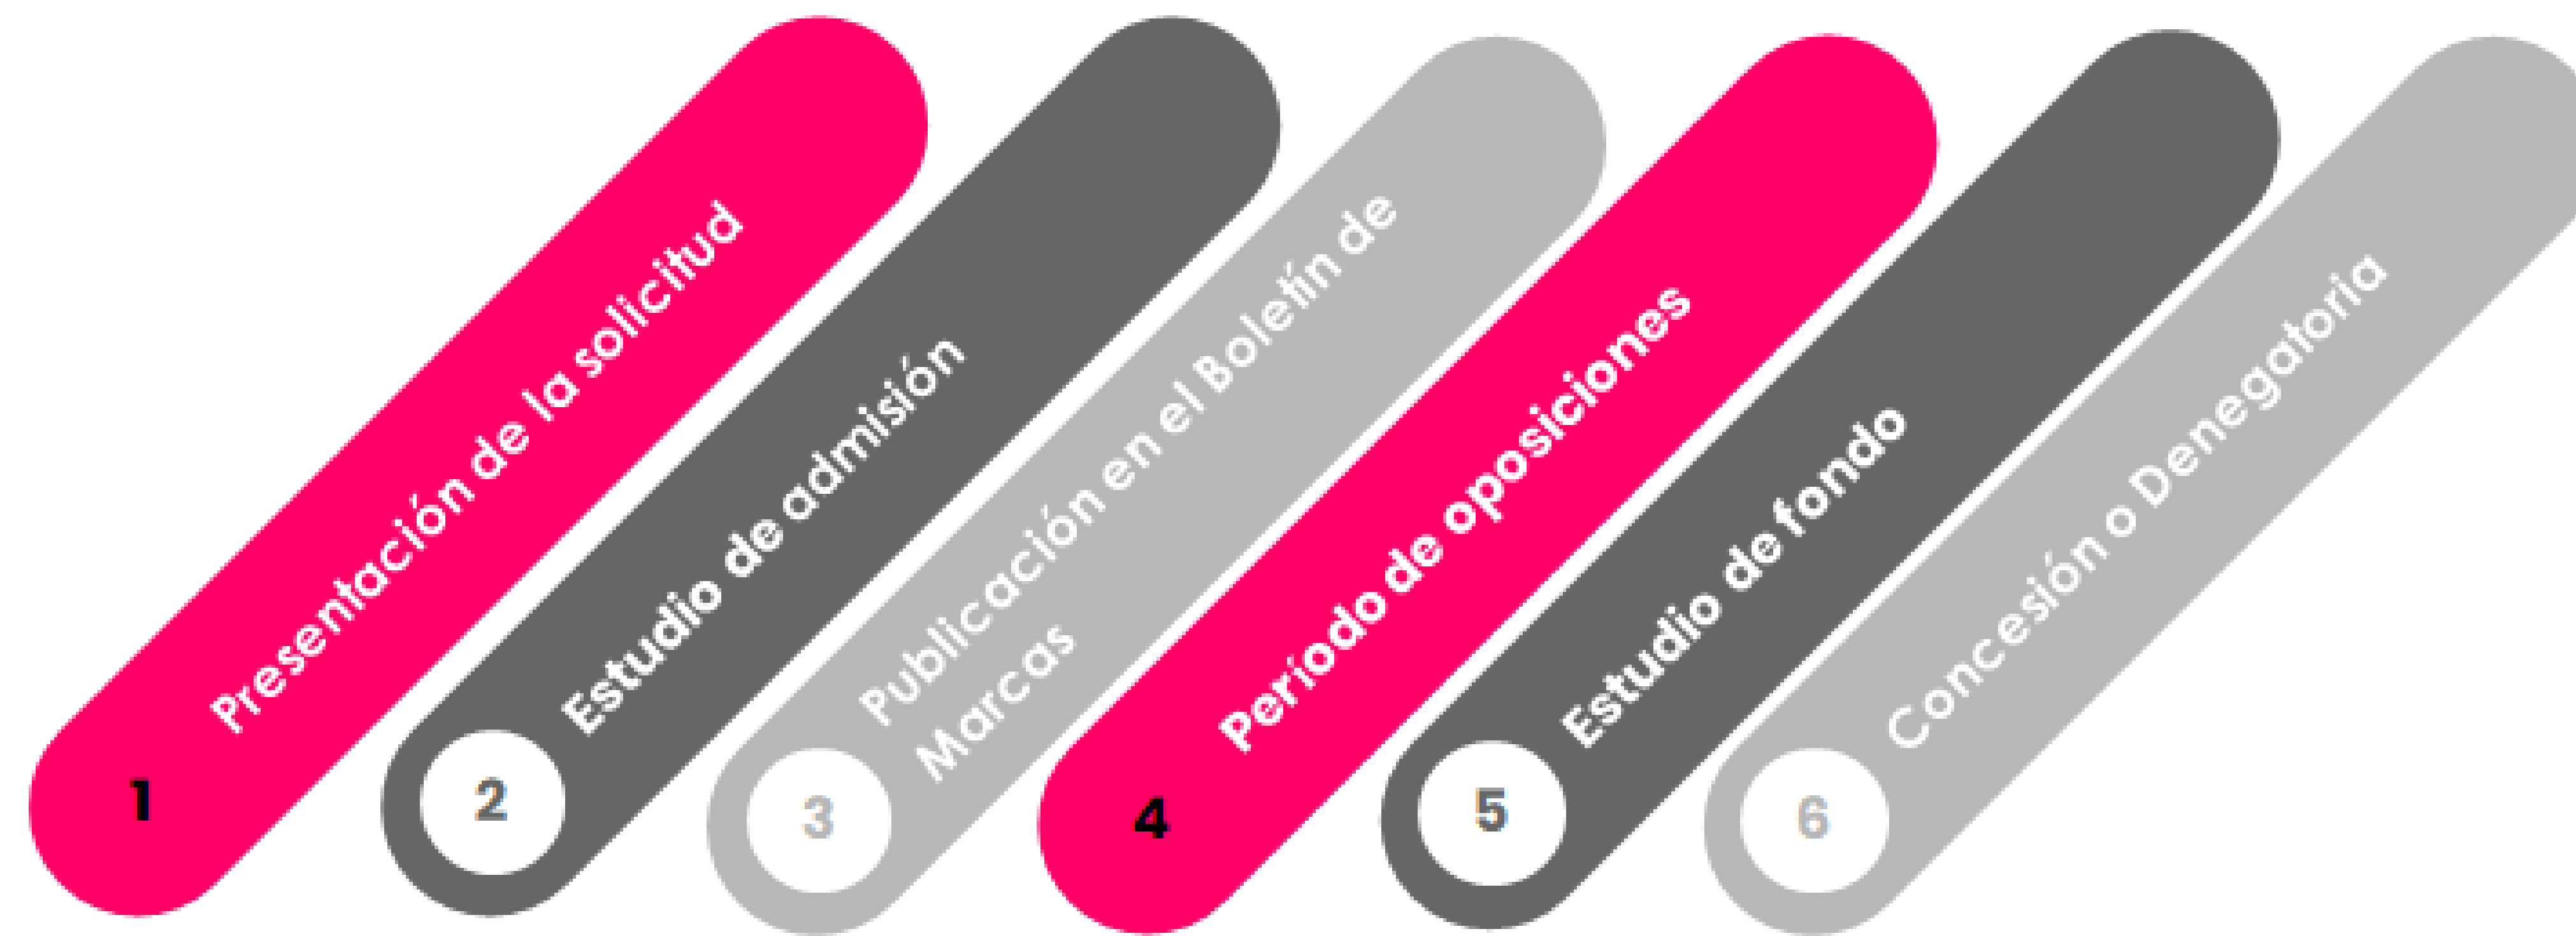 1
Presentación de la solicitud
2
Estudio de admisión
3
Publicación en el Boletín de
Marcas
4
Período de oposiciones
5
Estudio de fondo
6
Concesión o Denegatoria